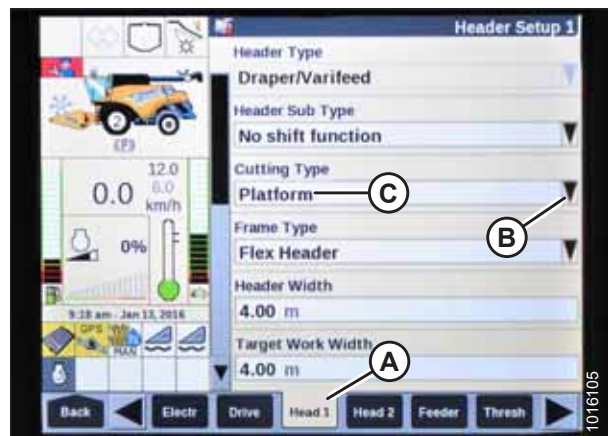 Header Setup 1
Header Type
Draper/Varifeed
Header Sub Type
No shift function
Cutting Type
Platform
C
B
Frame Type
Flex Header
Header Width
4.00 m
Target Work Width
A
4.00 m
2
(P)
12.0
6.0
0.0
km/h
0%
9:18 am - Jan 13, 2016
GPS
MAN
Back
Electr
Drive
Head 1
Head 2
Feeder
Thresh
1016105